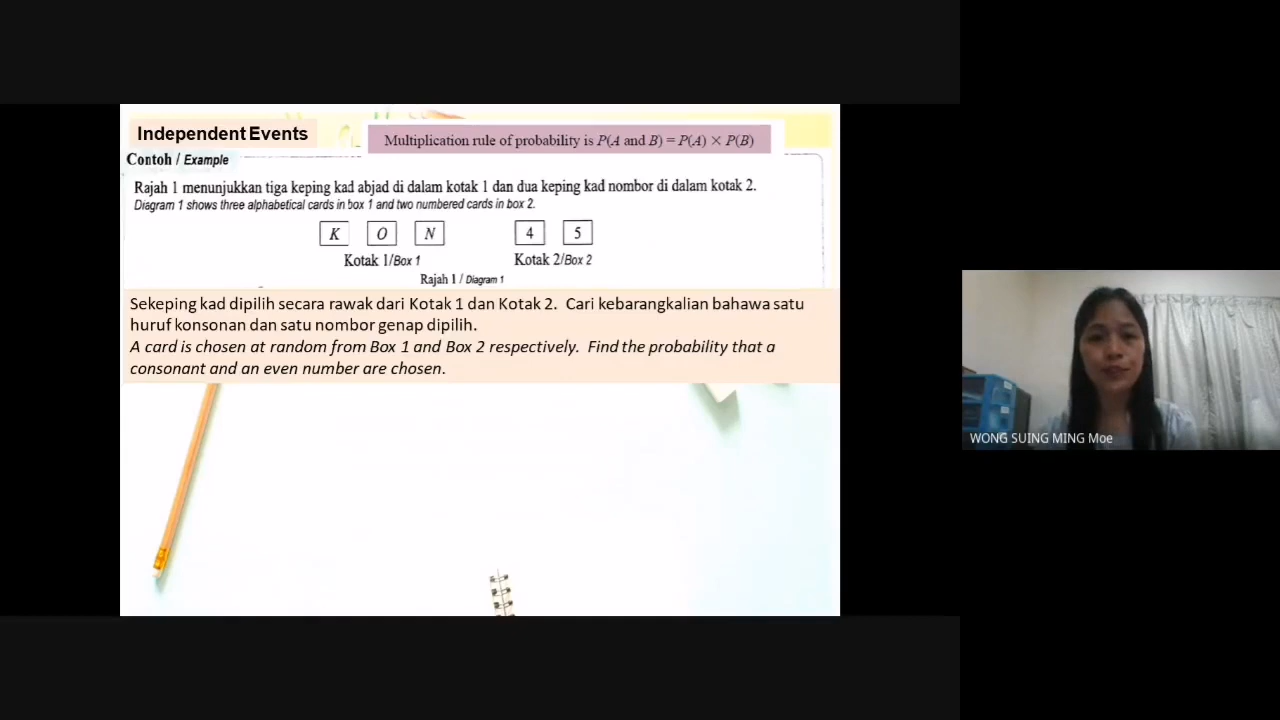 Independent Events
Multiplication rule of probability is P(A and B) = P(A) × P(B)
Contoh / Example
Rajah 1 menunjukkan tiga keping kad abjad di dalam kotak 1 dan dua keping kad nombor di dalam kotak 2.
Diagram 1 shows three alphabetical cards in box 1 and two numbered cards in box 2.
K O N 4 5
Kotak 1/Box 1 Kotak 2/Box 2
Rajah 1 / Diagram 1
Sekeping kad dipilih secara rawak dari Kotak 1 dan Kotak 2. Cari kebarangkalian bahawa satu
huruf konsonan dan satu nombor genap dipilih.
A card is chosen at random from Box 1 and Box 2 respectively. Find the probability that a
consonant and an even number are chosen.
WONG SUING MING Moe